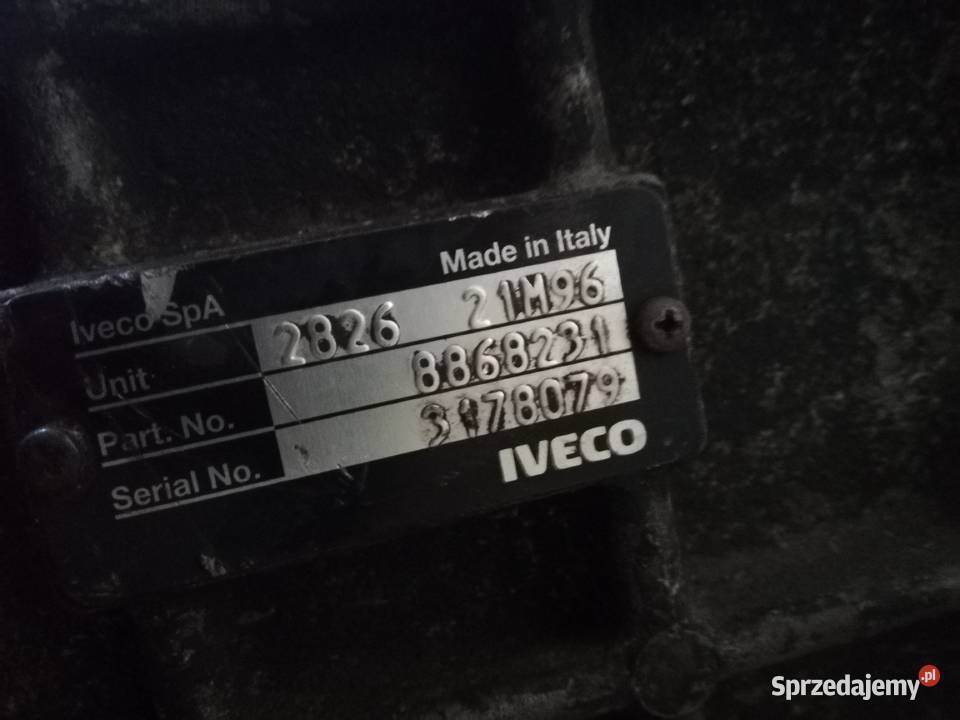 Made in Italy
Iveco SpA
Unit 2826 21M96
Part. No. 8868231
Serial No. 3178079
IVECO
Sprzedajemy.pl